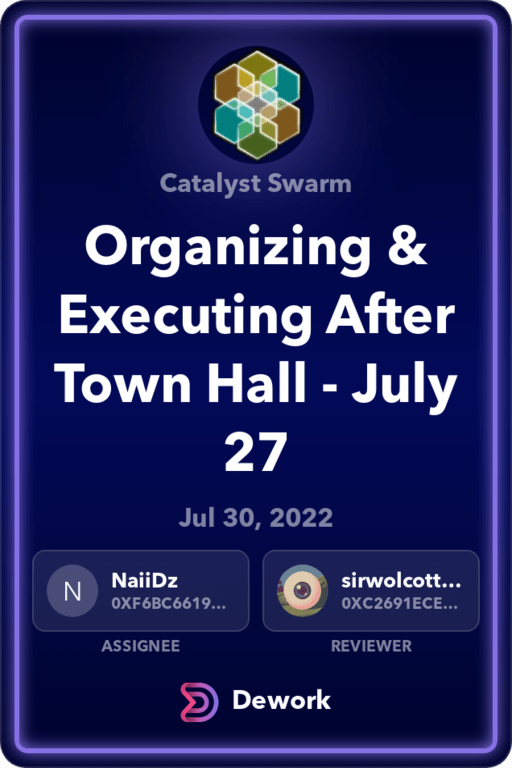 Catalyst Swarm
Organizing &
Executing After
Town Hall - July
27
Jul 30, 2022
N
NaiiDz
0XF6BC6619...
ASSIGNEE
sirwolcott...
0XC2691ECE...
REVIEWER
Dework